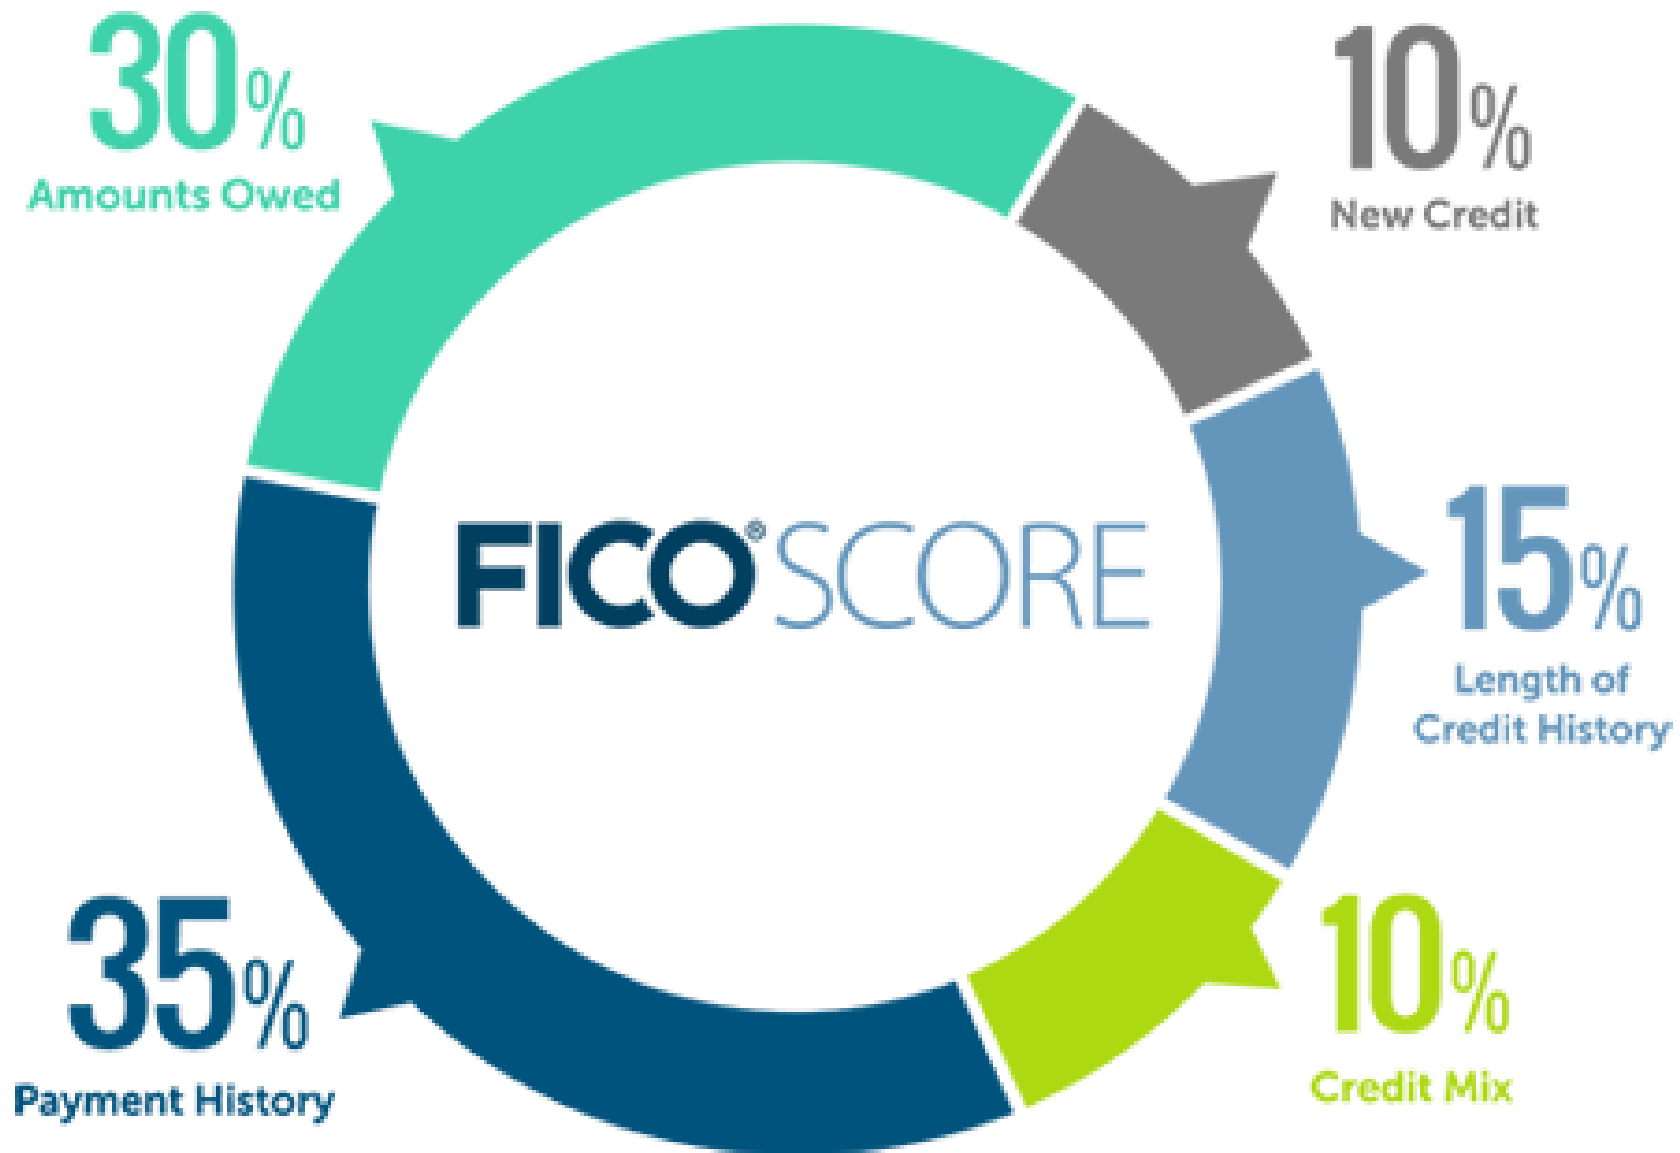 30%
Amounts Owed
10%
New Credit
FICO® SCORE
15%
Length of
Credit History
35%
Payment History
10%
Credit Mix